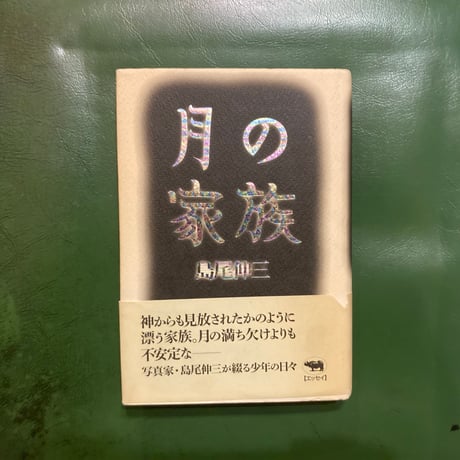 月の
家族
島尾伸三
神からも見放されたかのように
漂う家族。月の満ち欠けよりも
不安定な――
写真家・島尾伸三が綴る少年の日々
[エッセイ]